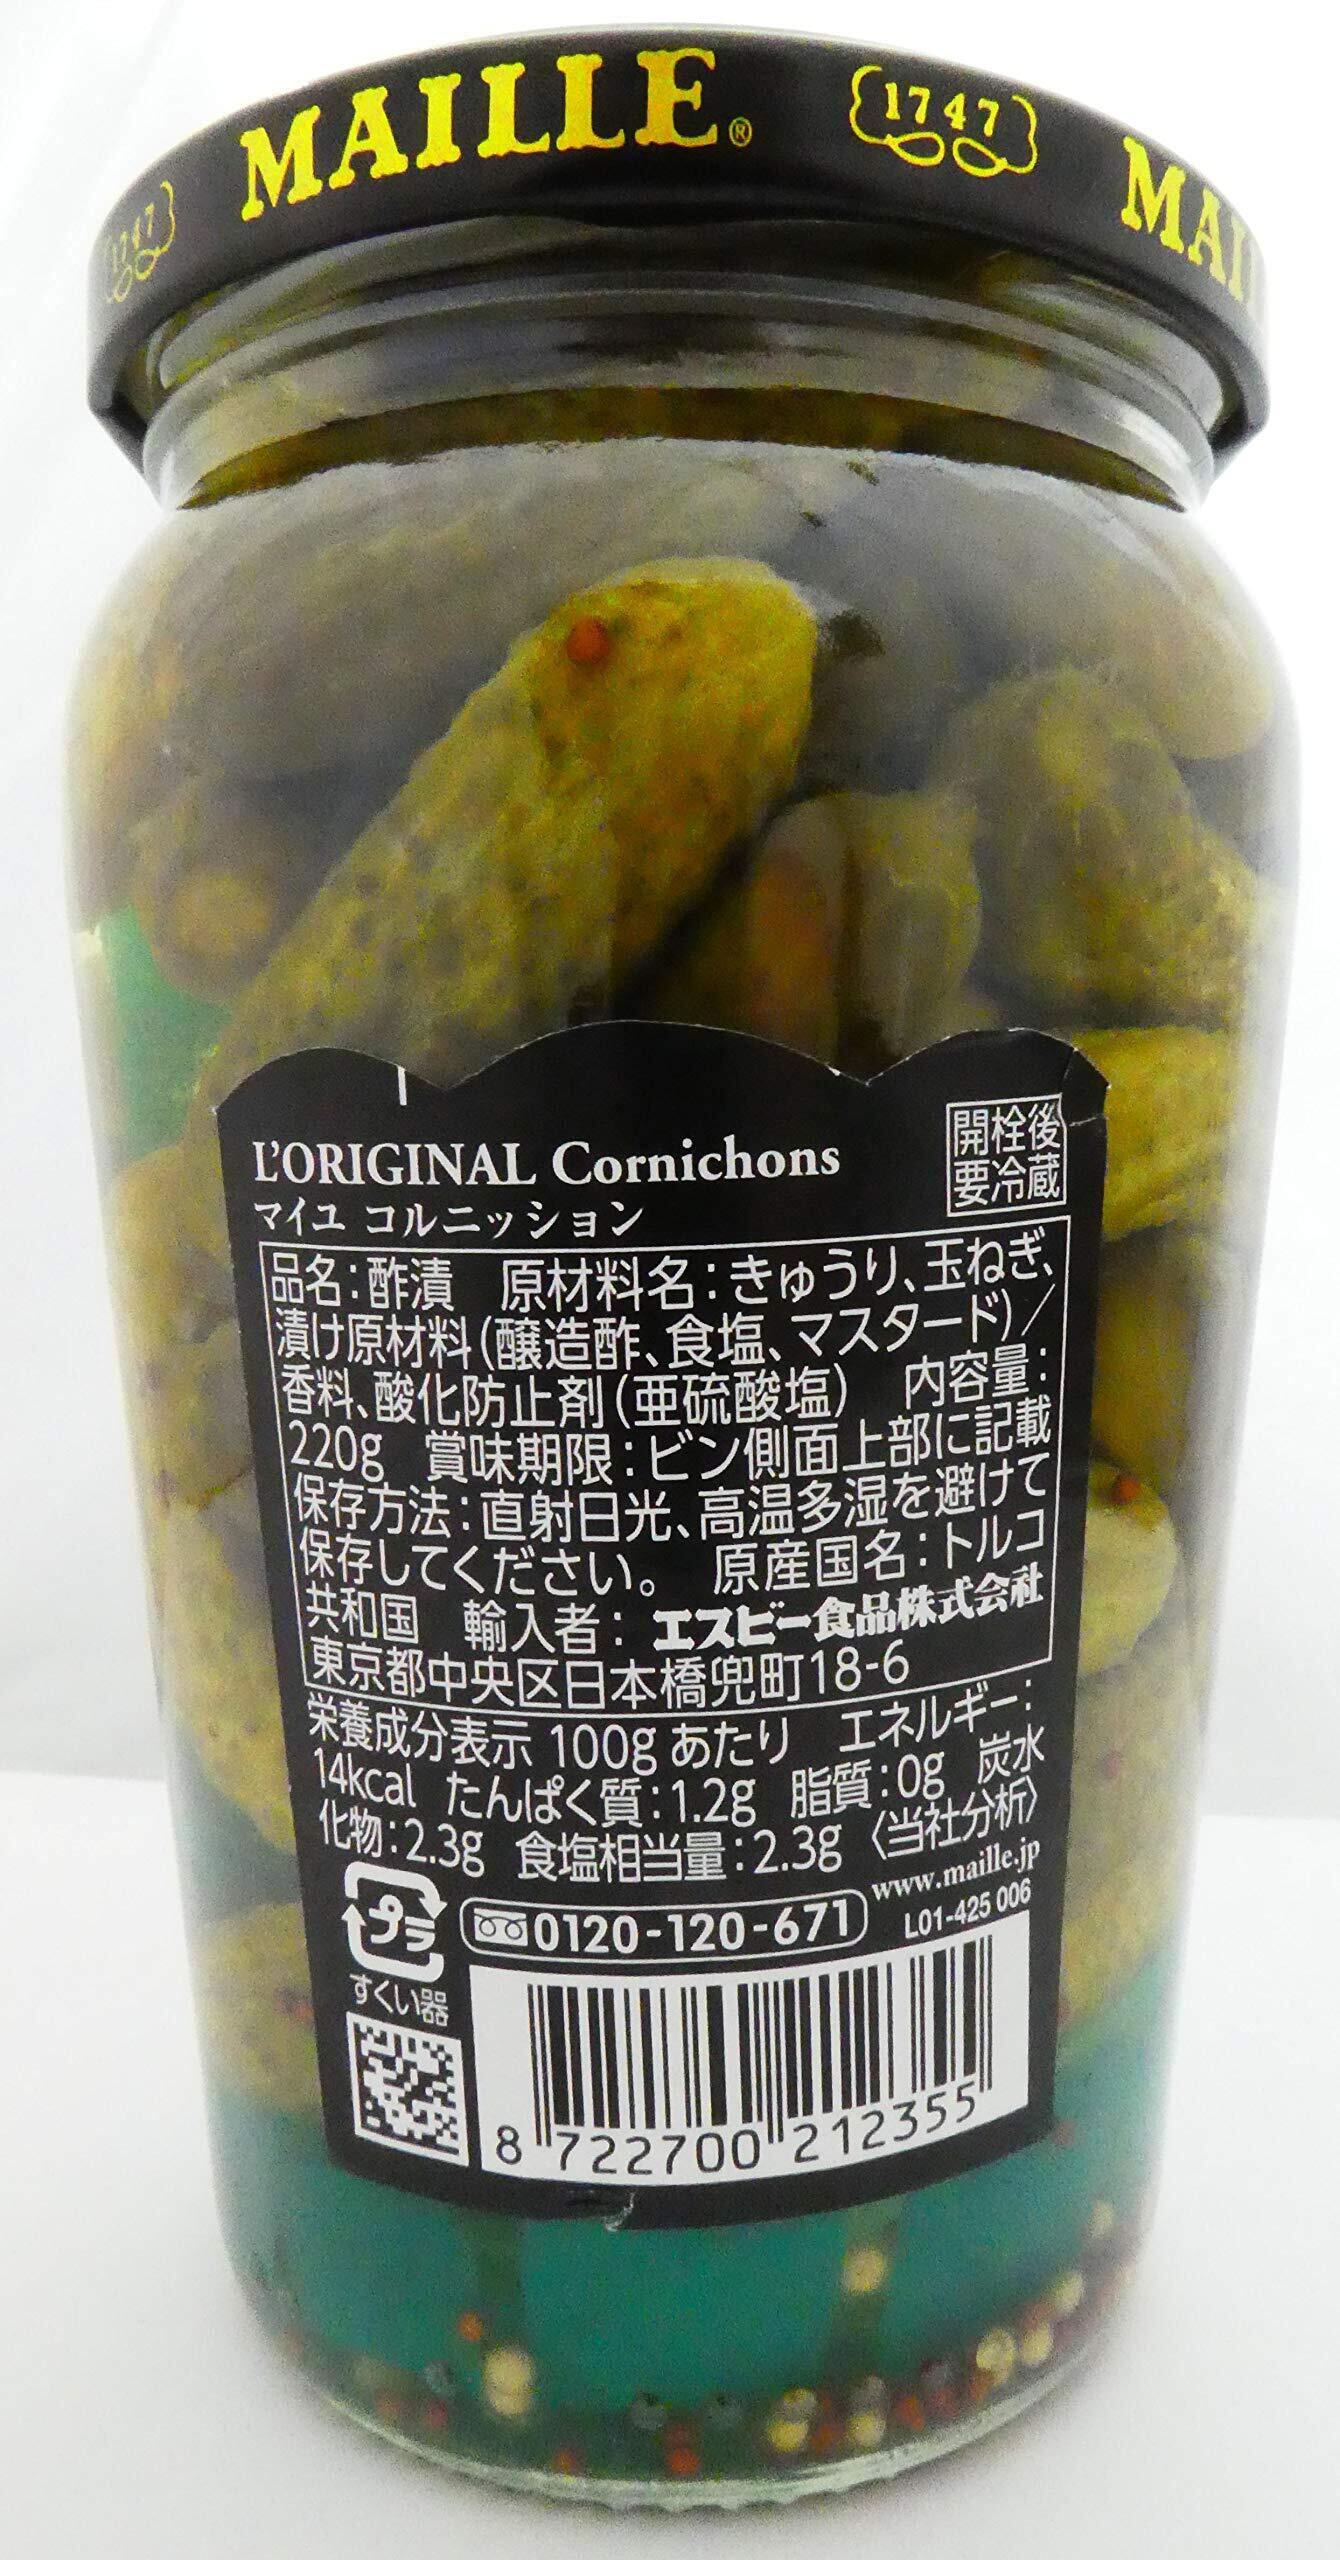 MAILLE® 1747 MAI
1747
L'ORIGINAL Cornichons
マイユ コルニッション
開栓後
要冷蔵
品名:酢漬 原材料名:きゅうり、玉ねぎ、
漬け原材料(醸造酢、食塩、マスタード)/
香料、酸化防止剤(亜硫酸塩) 内容量:
220g 賞味期限:ビン側面上部に記載
保存方法:直射日光、高温多湿を避けて
保存してください。 原産国名:トルコ
共和国 輸入者:エスビー食品株式会社
東京都中央区日本橋兜町18-6
栄養成分表示 100gあたり エネルギー:
14kcal たんぱく質:1.2g 脂質:0g 炭水
化物:2.3g 食塩相当量:2.3g〈当社分析〉
www.maille.jp
プラ
0120-120-671
L01-425 006
すくい器
8 722700 212355